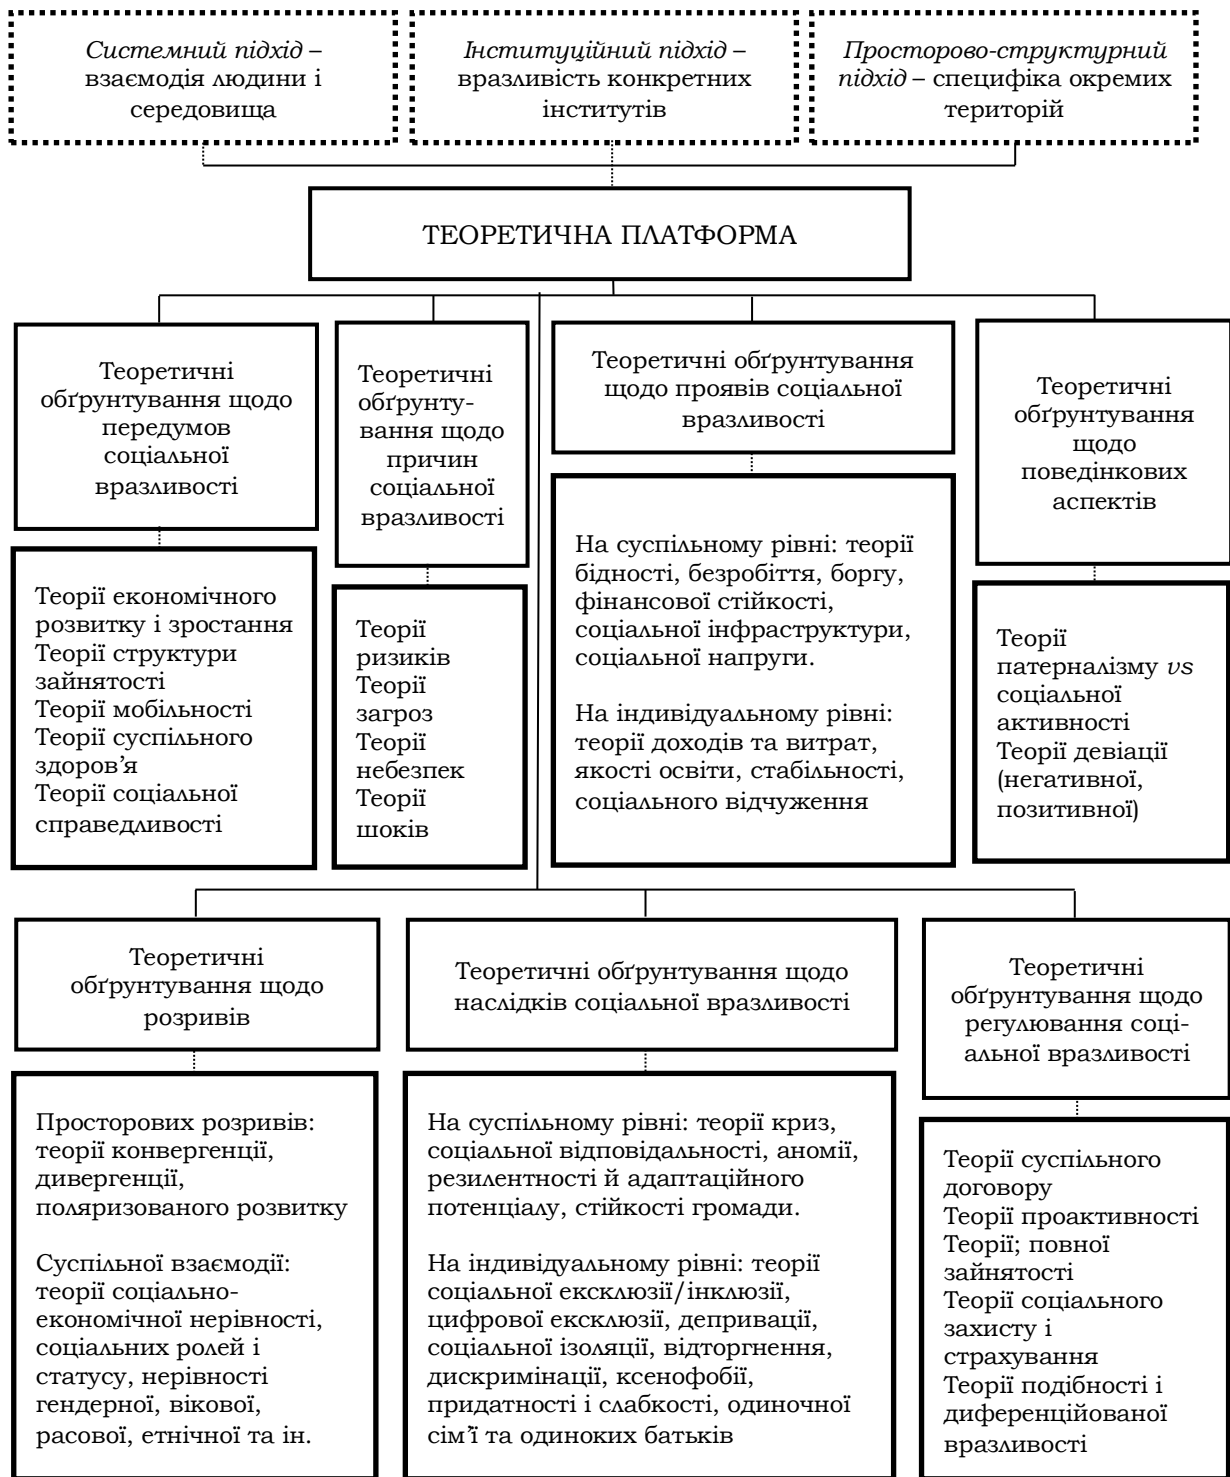 Системний підхід –
взаємодія людини і
середовища
Інституційний підхід –
вразливість конкретних
інститутів
Просторово-структурний
підхід – специфіка окремих
територій
ТЕОРЕТИЧНА ПЛАТФОРМА
Теоретичні
обґрунтування щодо
передумов
соціальної
вразливості
Теоретичні
обґрунту-
вання щодо
причин
соціальної
вразливості
Теоретичні обґрунтування
щодо проявів соціальної
вразливості
Теоретичні
обґрунтування
щодо
поведінкових
аспектів
Теорії економічного
розвитку і зростання
Теорії структури
зайнятості
Теорії мобільності
Теорії суспільного
здоров’я
Теорії соціальної
справедливості
Теорії
ризиків
Теорії
загроз
Теорії
небезпек
Теорії
шоків
На суспільному рівні: теорії
бідності, безробіття, боргу,
фінансової стійкості,
соціальної інфраструктури,
соціальної напруги.
На індивідуальному рівні:
теорії доходів та витрат,
якості освіти, стабільності,
соціального відчуження
Теорії
патерналізму vs
соціальної
активності
Теорії девіації
(негативної,
позитивної)
Теоретичні
обґрунтування щодо
розривів
Теоретичні обґрунтування щодо
наслідків соціальної вразливості
Теоретичні
обґрунтування щодо
регулювання соці-
альної вразливості
Просторових розривів:
теорії конвергенції,
дивергенції,
поляризованого розвитку
Суспільної взаємодії:
теорії соціально-
економічної нерівності,
соціальних ролей і
статусу, нерівності
гендерної, вікової,
расової, етнічної та ін.
На суспільному рівні: теорії криз,
соціальної відповідальності, аномії,
резилентності й адаптаційного
потенціалу, стійкості громади.
На індивідуальному рівні: теорії
соціальної ексклюзії/інклюзії,
цифрової ексклюзії, депривації,
соціальної ізоляції, відторгнення,
дискримінації, ксенофобії,
придатності і слабкості, одиночної
сім’ї та одиноких батьків
Теорії суспільного
договору
Теорії проактивності
Теорії; повної
зайнятості
Теорії соціального
захисту і
страхування
Теорії подібності і
диференційованої
вразливості